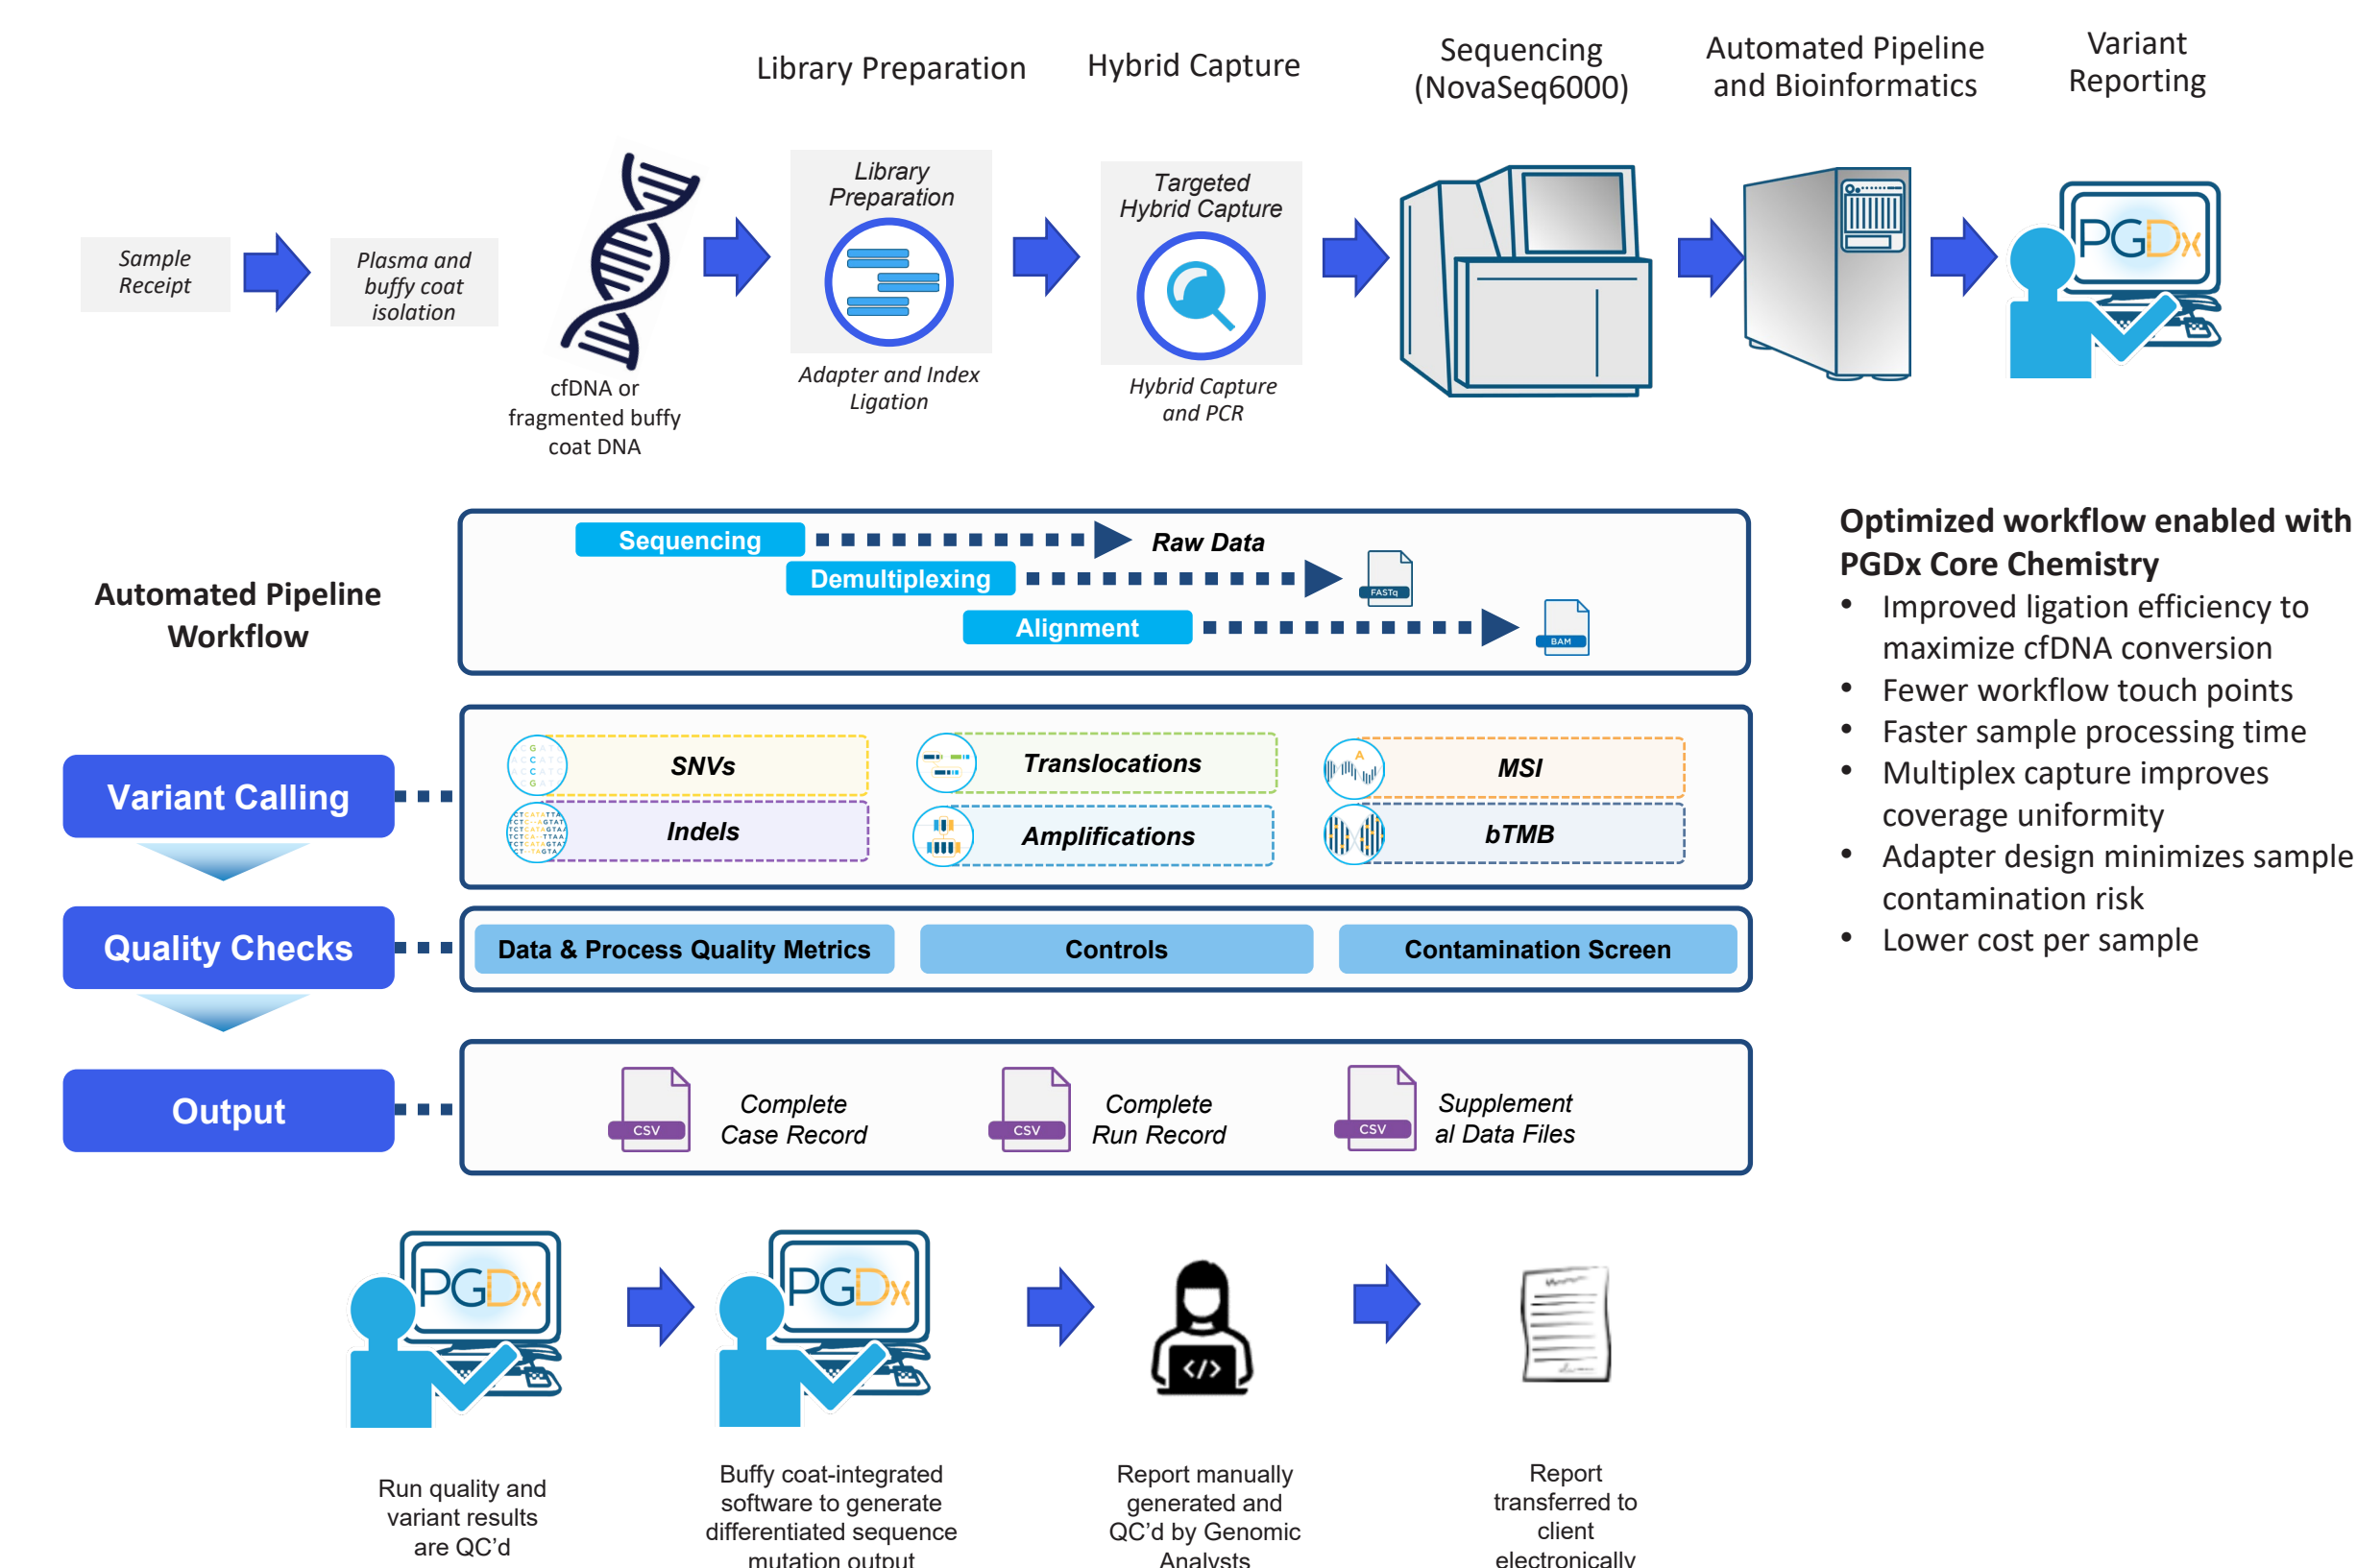 Library Preparation
Hybrid Capture
Sequencing
(NovaSeq6000)
Automated Pipeline
and Bioinformatics
Variant
Reporting
Sample
Receipt
Plasma and
buffy coat
isolation
cfDNA or
fragmented buffy
coat DNA
Library
Preparation
Adapter and Index
Ligation
Targeted
Hybrid Capture
Hybrid Capture
and PCR
PGDx
Automated Pipeline
Workflow
Sequencing
Raw Data
Demultiplexing
FASTq
Alignment
BAM
Optimized workflow enabled with
PGDx Core Chemistry
• Improved ligation efficiency to
maximize cfDNA conversion
• Fewer workflow touch points
• Faster sample processing time
• Multiplex capture improves
coverage uniformity
• Adapter design minimizes sample
contamination risk
• Lower cost per sample
Variant Calling
SNVs
Translocations
A
MSI
Indels
Amplifications
bTMB
Quality Checks
Data & Process Quality Metrics
Controls
Contamination Screen
Output
CSV
Complete
Case Record
CSV
Complete
Run Record
CSV
Supplement
al Data Files
PGDx
PGDx
</>
Run quality and
variant results
are QC'd
Buffy coat-integrated
software to generate
differentiated sequence
mutation output
Report manually
generated and
QC'd by Genomic
Analysts
Report
transferred to
client
electronically